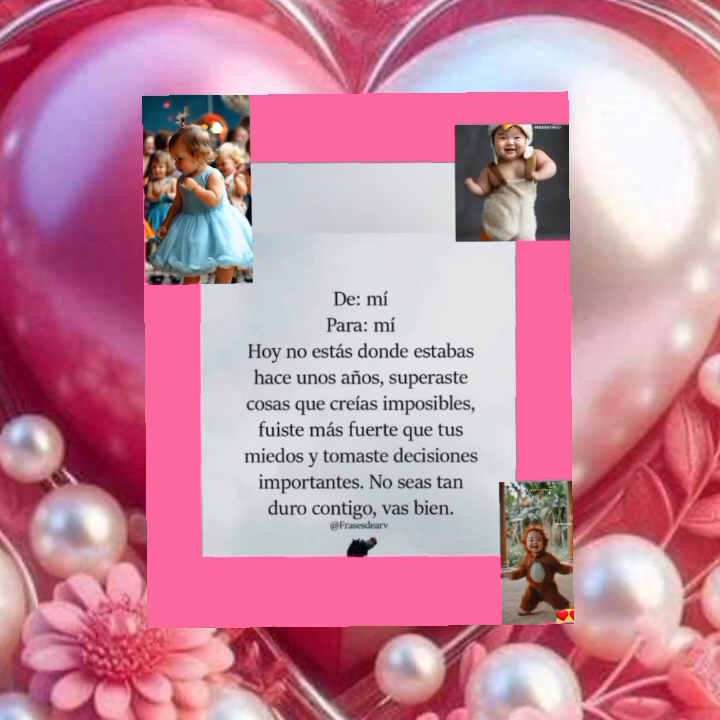 De: mí
Para: mí
Hoy no estás donde estabas
hace unos años, superaste
cosas que creías imposibles,
fuiste más fuerte que tus
miedos y tomaste decisiones
importantes. No seas tan
duro contigo, vas bien.
@Frasesdearv